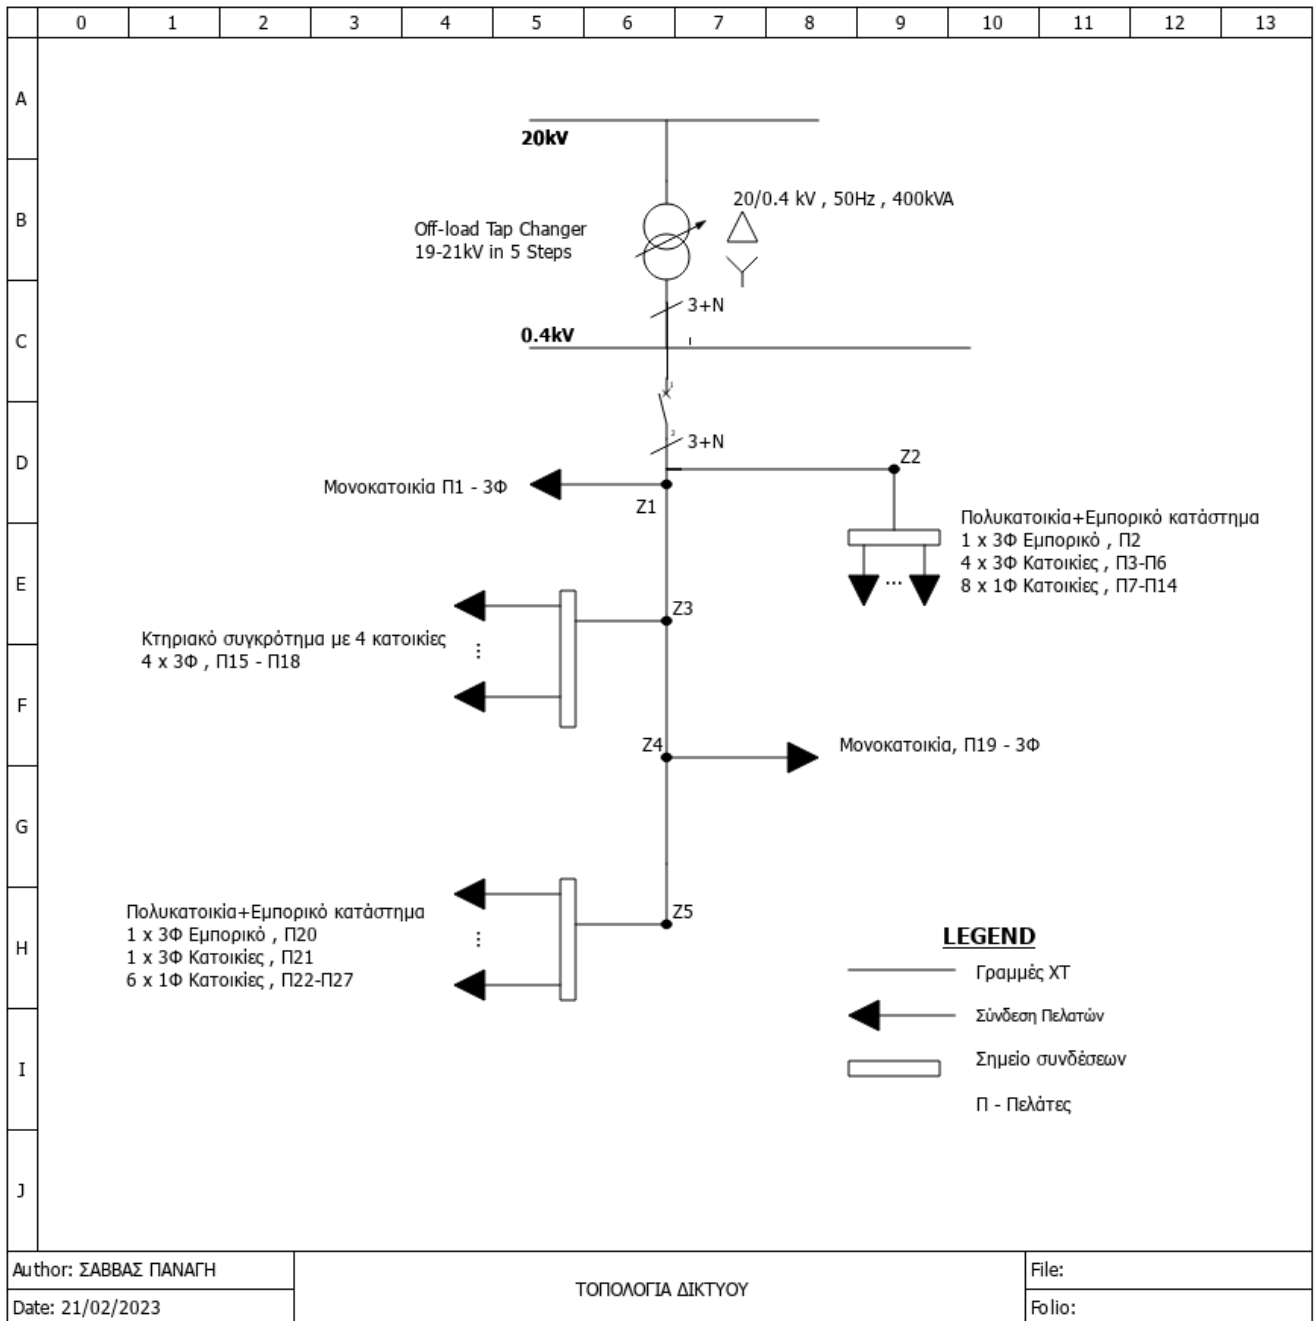 0 1 2 3 4 5 6 7 8 9 10 11 12 13
A
20kV
B
20/0.4 kV , 50Hz , 400kVA
Off-load Tap Changer
19-21kV in 5 Steps
3+N
C
0.4kV
1
2
3+N
D
Z2
Μονοκατοικία Π1 - 3Φ
Z1
Πολυκατοικία+Εμπορικό κατάστημα
1 x 3Φ Εμπορικό , Π2
4 x 3Φ Κατοικίες , Π3-Π6
8 x 1Φ Κατοικίες , Π7-Π14
...
E
Z3
Κτηριακό συγκρότημα με 4 κατοικίες
4 x 3Φ , Π15 - Π18
...
F
Z4
Μονοκατοικία, Π19 - 3Φ
G
Πολυκατοικία+Εμπορικό κατάστημα
1 x 3Φ Εμπορικό , Π20
1 x 3Φ Κατοικίες , Π21
6 x 1Φ Κατοικίες , Π22-Π27
...
Z5
H
LEGEND
Γραμμές ΧΤ
Σύνδεση Πελατών
Σημείο συνδέσεων
Π - Πελάτες
I
J
Author: ΣΑΒΒΑΣ ΠΑΝΑΓΗ
Date: 21/02/2023
ΤΟΠΟΛΟΓΙΑ ΔΙΚΤΥΟΥ
File:
Folio: